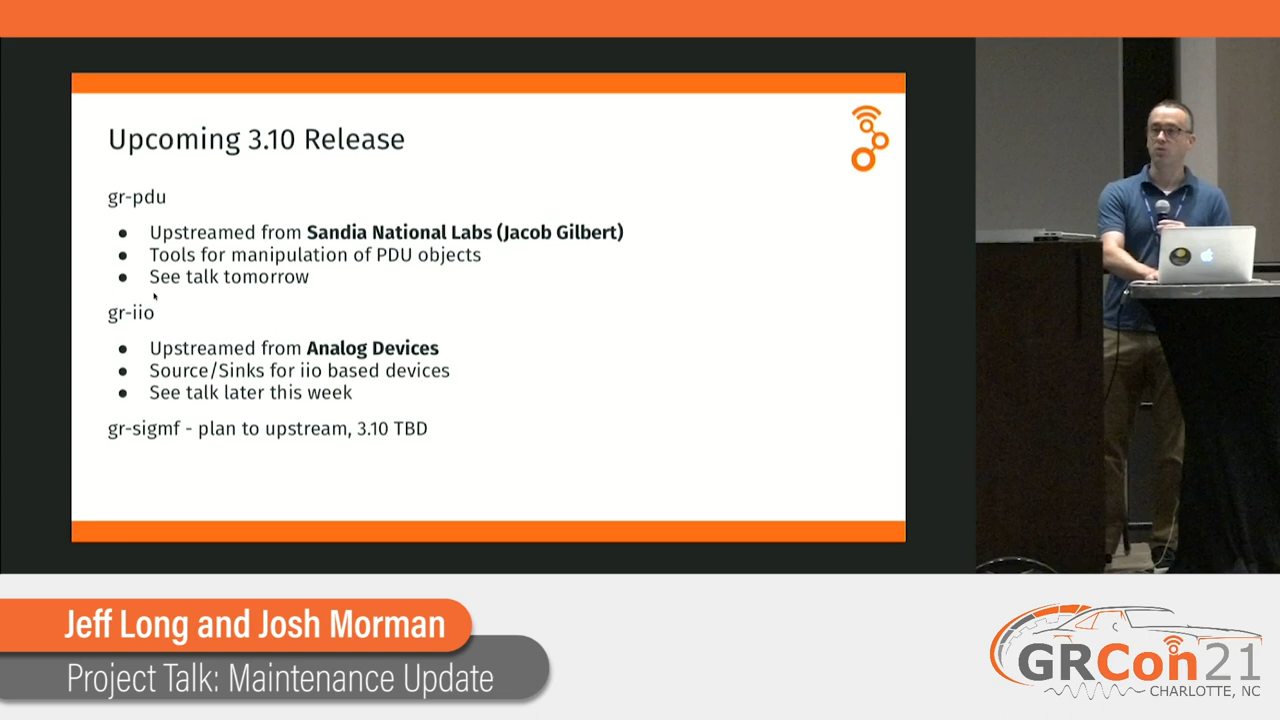 Upcoming 3.10 Release
gr-pdu
● Upstreamed from Sandia National Labs (Jacob Gilbert)
● Tools for manipulation of PDU objects
● See talk tomorrow
gr-iio
● Upstreamed from Analog Devices
● Source/Sinks for iio based devices
● See talk later this week
gr-sigmf - plan to upstream, 3.10 TBD
Jeff Long and Josh Morman
Project Talk: Maintenance Update
GRCon21
CHARLOTTE, NC